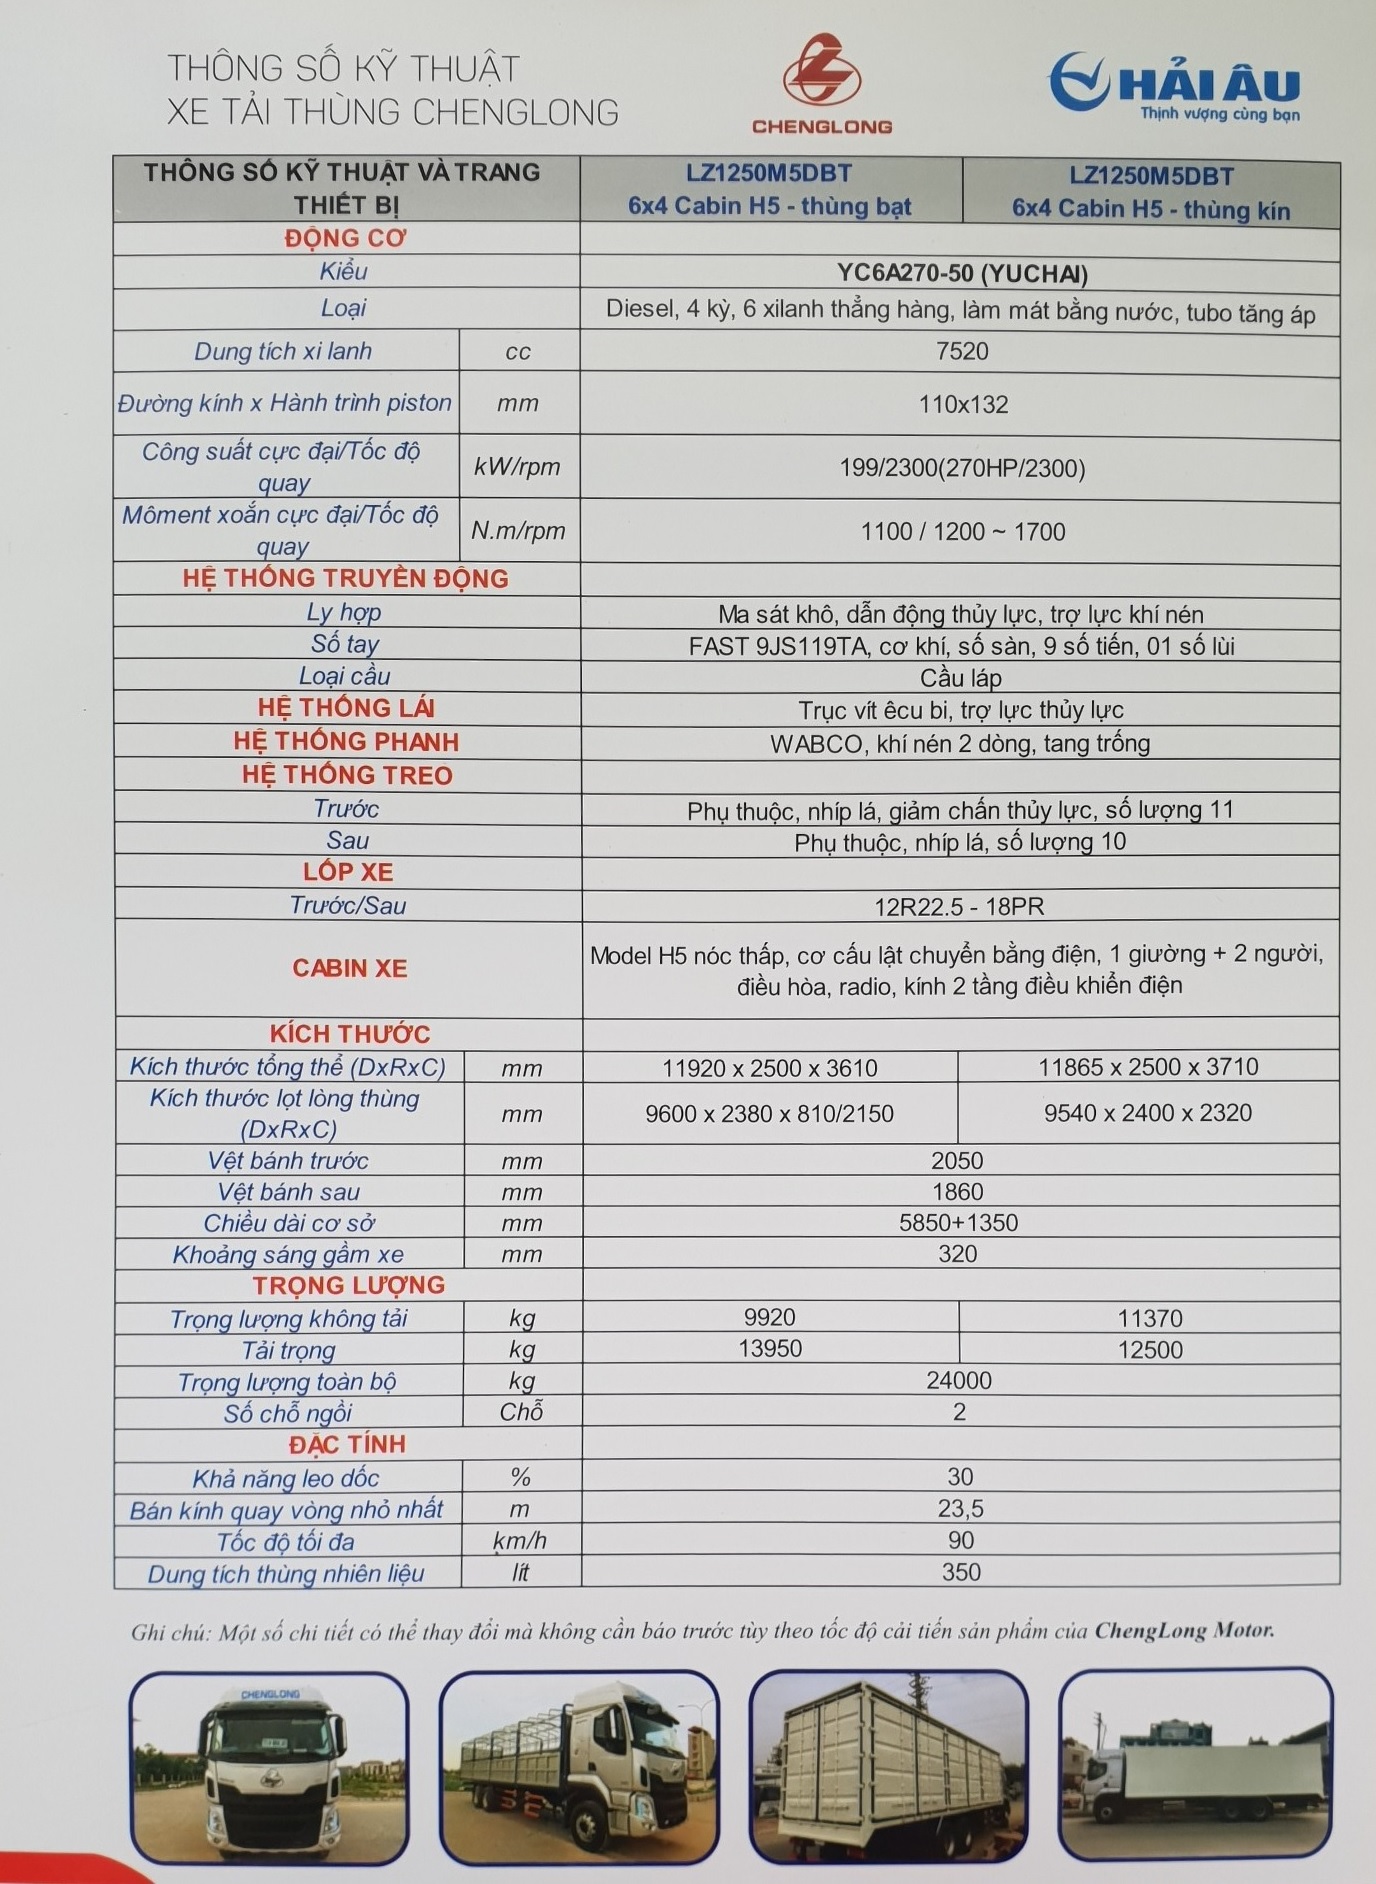 THÔNG SỐ KỸ THUẬT
XE TẢI THÙNG CHENGLONG
CHENGLONG
HẢI ÂU
Thịnh vượng cùng bạn
THÔNG SỐ KỸ THUẬT VÀ TRANG
THIẾT BỊ
LZ1250M5DBT
6x4 Cabin H5 - thùng bạt
LZ1250M5DBT
6x4 Cabin H5 - thùng kín
ĐỘNG CƠ
Kiểu YC6A270-50 (YUCHAI)
Loại Diesel, 4 kỳ, 6 xilanh thẳng hàng, làm mát bằng nước, tubo tăng áp
Dung tích xi lanh cc 7520
Đường kính x Hành trình piston mm 110x132
Công suất cực đại/Tốc độ
quay
kW/rpm 199/2300(270HP/2300)
Môment xoắn cực đại/Tốc độ
quay
N.m/rpm 1100 / 1200 ~ 1700
HỆ THỐNG TRUYỀN ĐỘNG
Ly hợp Ma sát khô, dẫn động thủy lực, trợ lực khí nén
Số tay FAST 9JS119TA, cơ khí, số sàn, 9 số tiến, 01 số lùi
Loại cầu Cầu láp
HỆ THỐNG LÁI Trục vít êcu bi, trợ lực thủy lực
HỆ THỐNG PHANH WABCO, khí nén 2 dòng, tang trống
HỆ THỐNG TREO
Trước Phụ thuộc, nhíp lá, giảm chấn thủy lực, số lượng 11
Sau Phụ thuộc, nhíp lá, số lượng 10
LỐP XE
Trước/Sau 12R22.5 - 18PR
CABIN XE
Model H5 nóc thấp, cơ cấu lật chuyển bằng điện, 1 giường + 2 người,
điều hòa, radio, kính 2 tầng điều khiển điện
KÍCH THƯỚC
Kích thước tổng thể (DxRxC) mm 11920 x 2500 x 3610 11865 x 2500 x 3710
Kích thước lọt lòng thùng
(DxRxC)
mm 9600 x 2380 x 810/2150 9540 x 2400 x 2320
Vệt bánh trước mm 2050
Vệt bánh sau mm 1860
Chiều dài cơ sở mm 5850+1350
Khoảng sáng gầm xe mm 320
TRỌNG LƯỢNG
Trọng lượng không tải kg 9920 11370
Tải trọng kg 13950 12500
Trọng lượng toàn bộ kg 24000
Số chỗ ngồi Chỗ 2
ĐẶC TÍNH
Khả năng leo dốc % 30
Bán kính quay vòng nhỏ nhất m 23,5
Tốc độ tối đa km/h 90
Dung tích thùng nhiên liệu lít 350
Ghi chú: Một số chi tiết có thể thay đổi mà không cần báo trước tùy theo tốc độ cải tiến sản phẩm của ChengLong Motor.
CHENGLONG